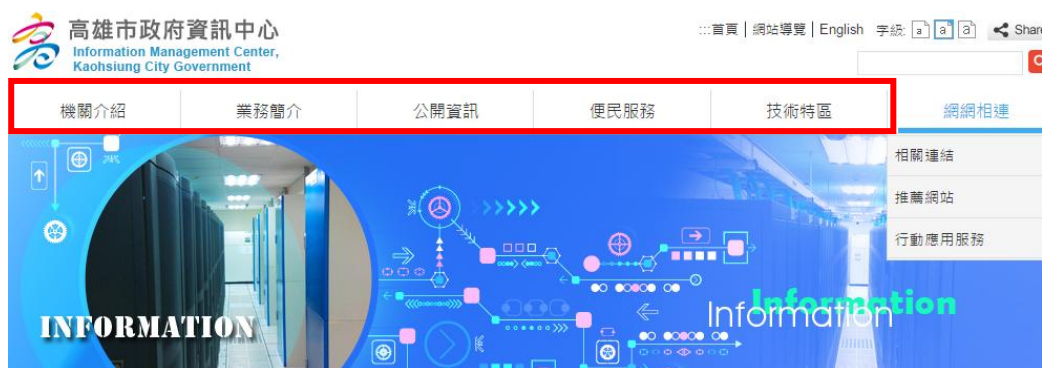 高雄市政府資訊中心
Information Management Center,
Kaohsiung City Government
:::首頁 | 網站導覽 | English 字級: a a a Share
機關介紹 業務簡介 公開資訊 便民服務 技術特區 網網相連
相關連結
推薦網站
行動應用服務
INFORMATION
Information
Information